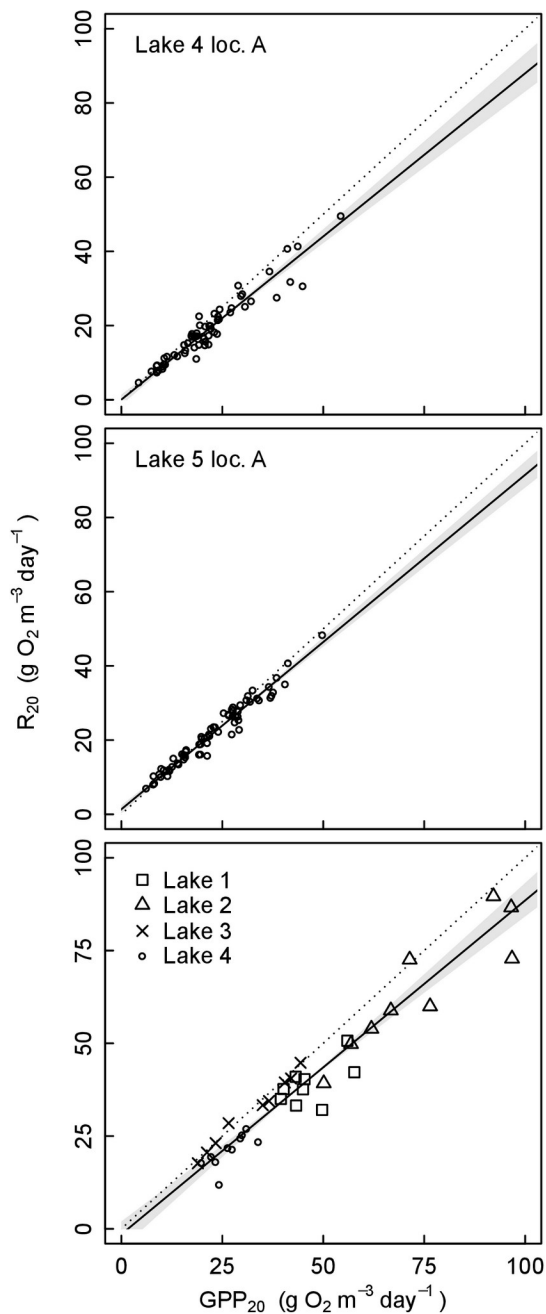 Lake 4 loc. A
100
80
60
40
20
0
Lake 5 loc. A
100
80
60
40
20
0
R₂₀ (g O₂ m⁻³ day⁻¹)
Lake 1
Lake 2
Lake 3
Lake 4
100
75
50
25
0
0 25 50 75 100
GPP₂₀ (g O₂ m⁻³ day⁻¹)